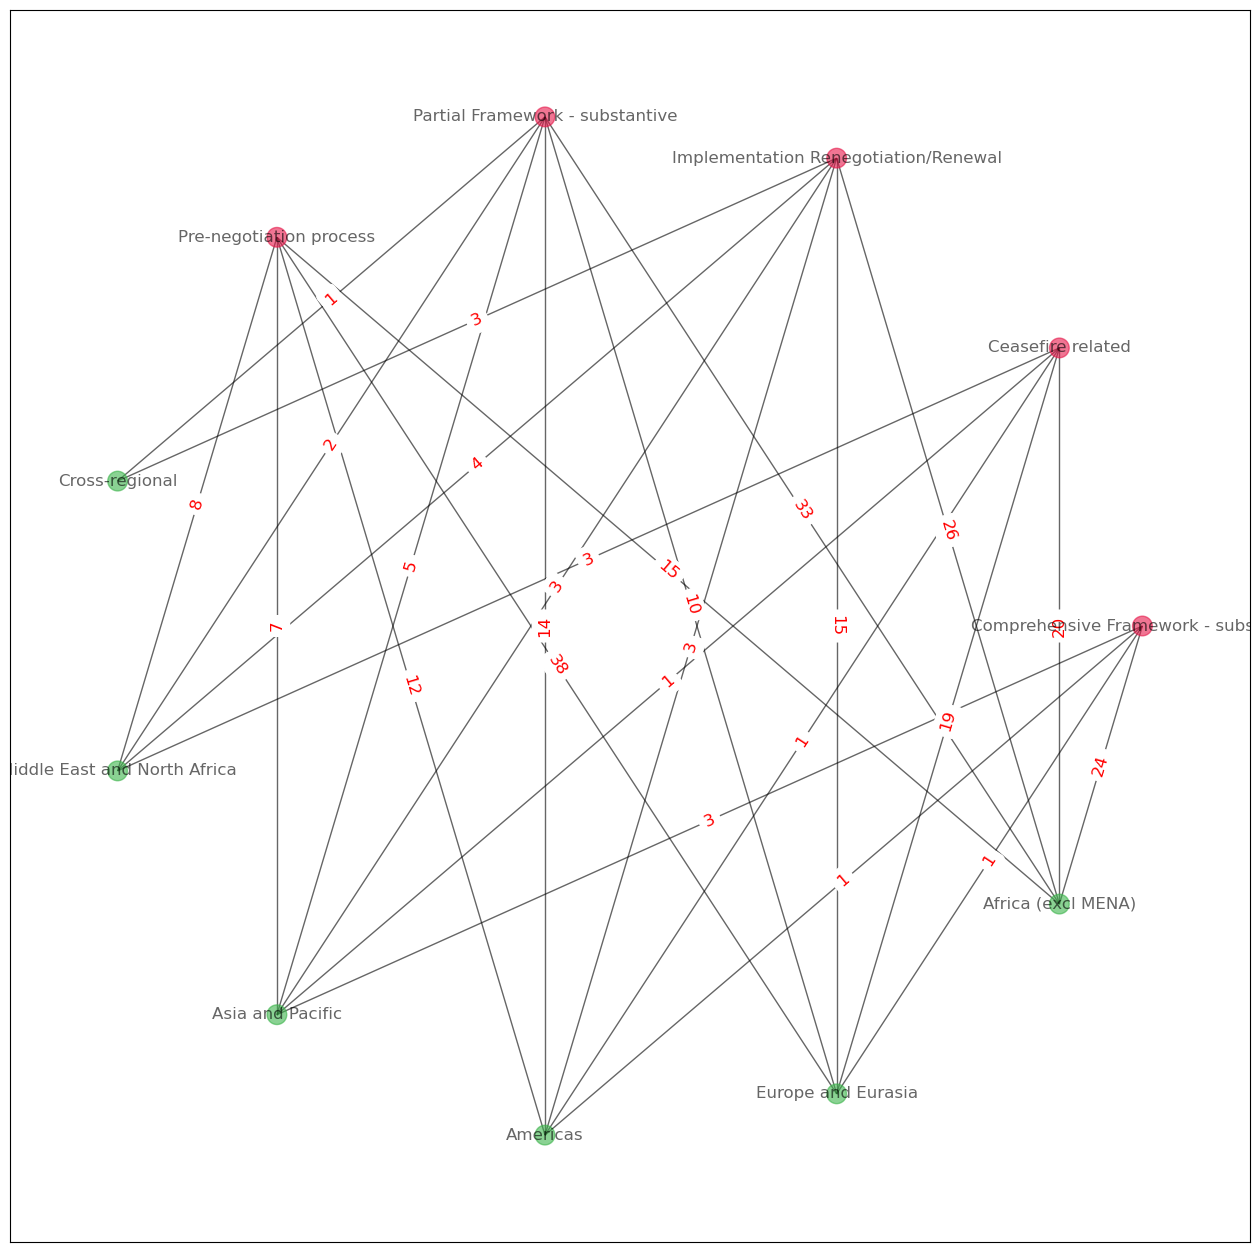 Partial Framework - substantive
Implementation Renegotiation/Renewal
Pre-negotiation process
1
3
Ceasefire related
2
4
Cross-regional
8
33
26
3
5
15
3
10
7
14
15
20
Comprehensive Framework - subs
3
38
1
12
19
1
24
Middle East and North Africa
3
1
1
Africa (excl MENA)
Asia and Pacific
Europe and Eurasia
Americas